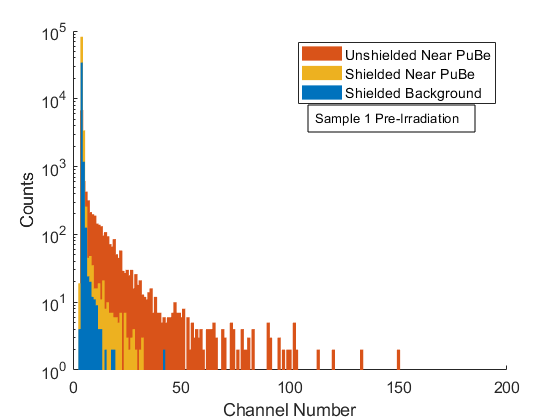 Unshielded Near PuBe
Shielded Near PuBe
Shielded Background
Sample 1 Pre-Irradiation
Counts
10^5
10^4
10^3
10^2
10^1
10^0
0 50 100 150 200
Channel Number